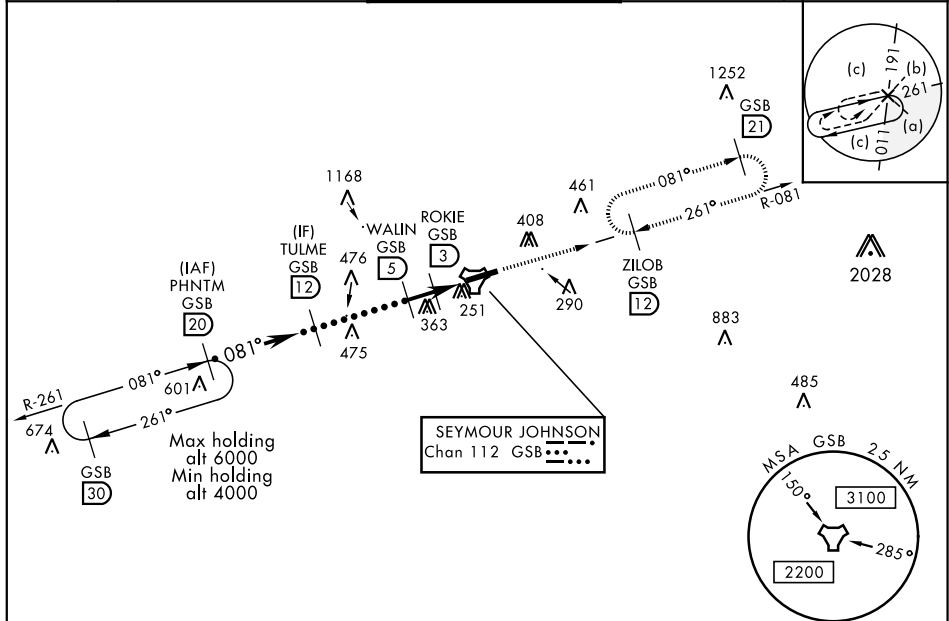 (c)
191
(b)
261
(a)
(c)
011
1252
GSB
21
081°
261°
R-081
461
408
1168
(IF)
TULME
GSB
12
476
WALIN
GSB
5
ROKIE
GSB
3
ZILOB
GSB
12
290
2028
(IAF)
PHNTM
GSB
20
081°
475
363
251
883
485
R-261
081°
601
261°
674
GSB
30
Max holding
alt 6000
Min holding
alt 4000
SEYMOUR JOHNSON
Chan 112 GSB
MSA GSB 25 NM
150°
3100
285°
2200